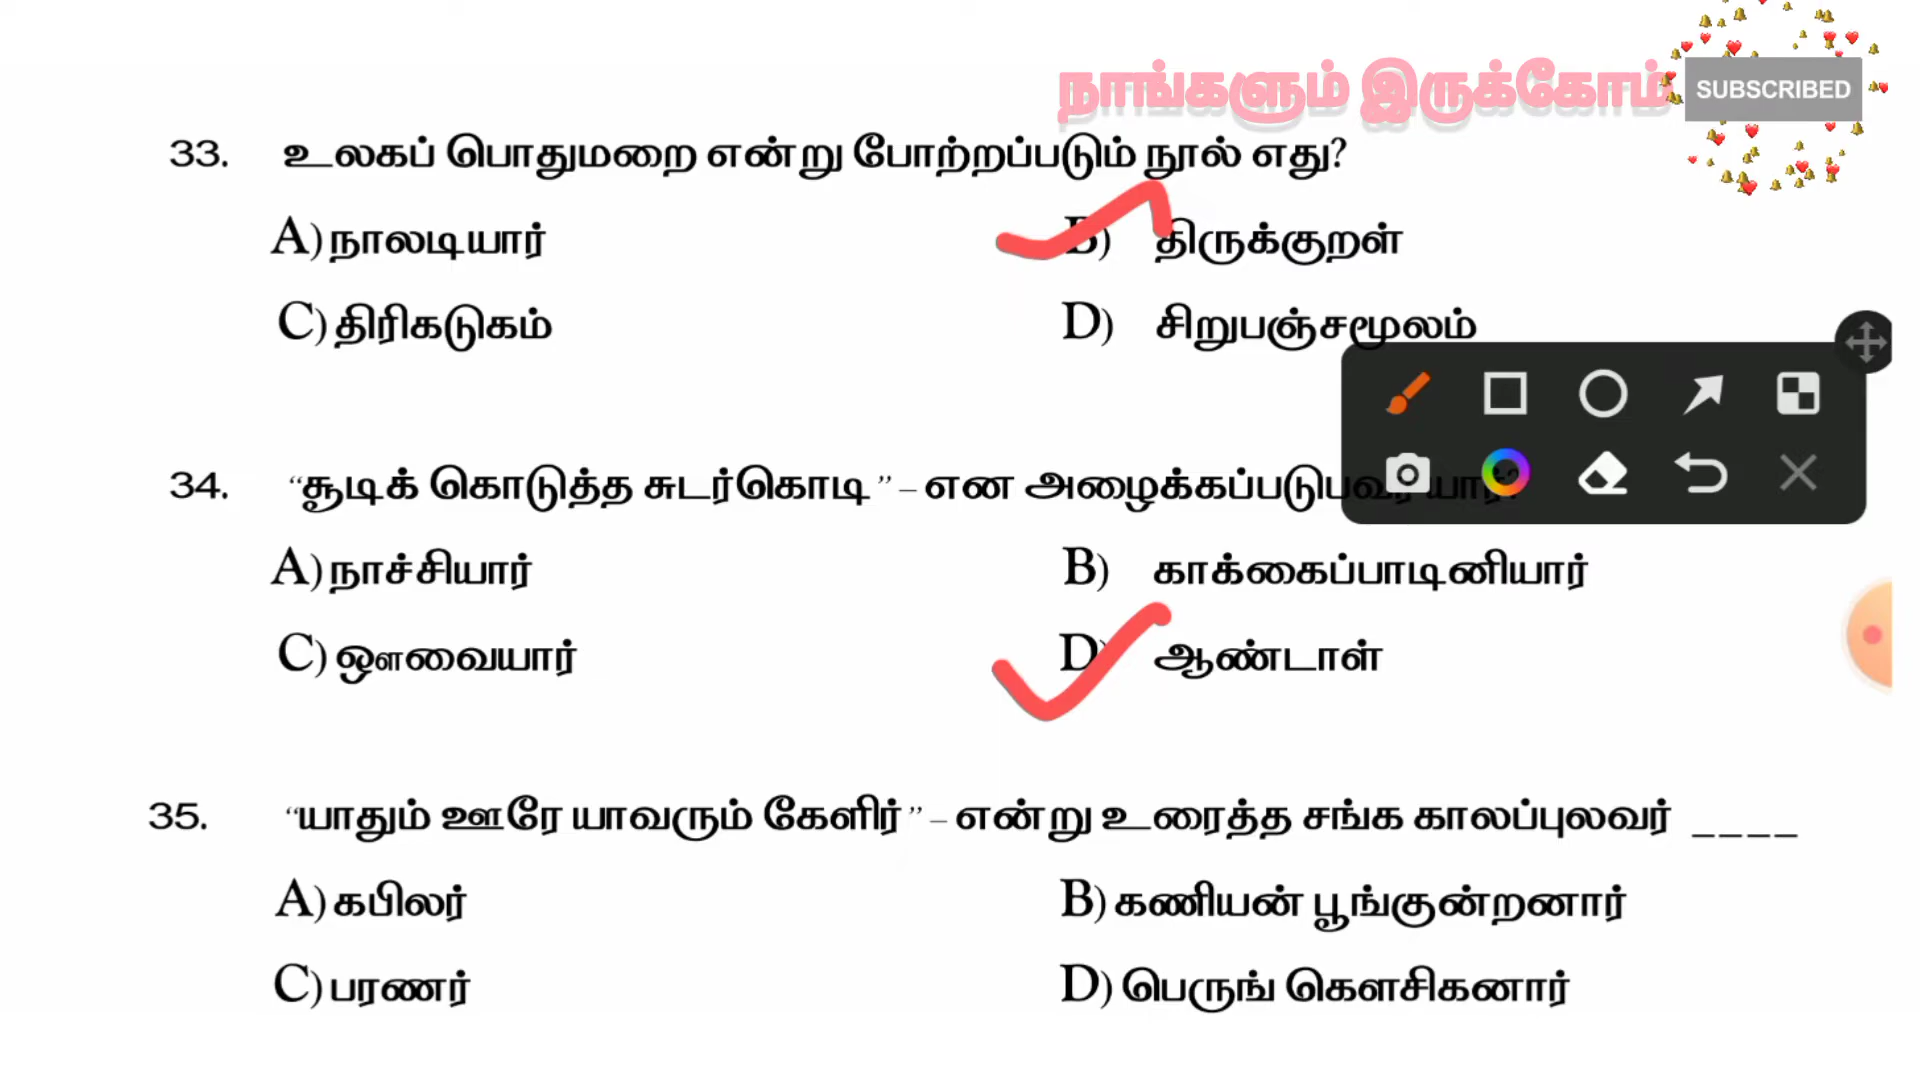 நாங்களும் இருக்கோம்
SUBSCRIBED
33. உலகப் பொதுமறை என்று போற்றப்படும் நூல் எது?
A) நாலடியார்
B) திருக்குறள்
C) திரிகடுகம்
D) சிறுபஞ்சமூலம்
34. “சூடிக் கொடுத்த சுடர்கொடி” – என அழைக்கப்படுபவர் யார்?
A) நாச்சியார்
B) காக்கைப்பாடினியார்
C) ஔவையார்
D) ஆண்டாள்
35. “யாதும் ஊரே யாவரும் கேளிர்” – என்று உரைத்த சங்க காலப்புலவர் ____
A) கபிலர்
B) கணியன் பூங்குன்றனார்
C) பரணர்
D) பெருங் கௌசிகனார்